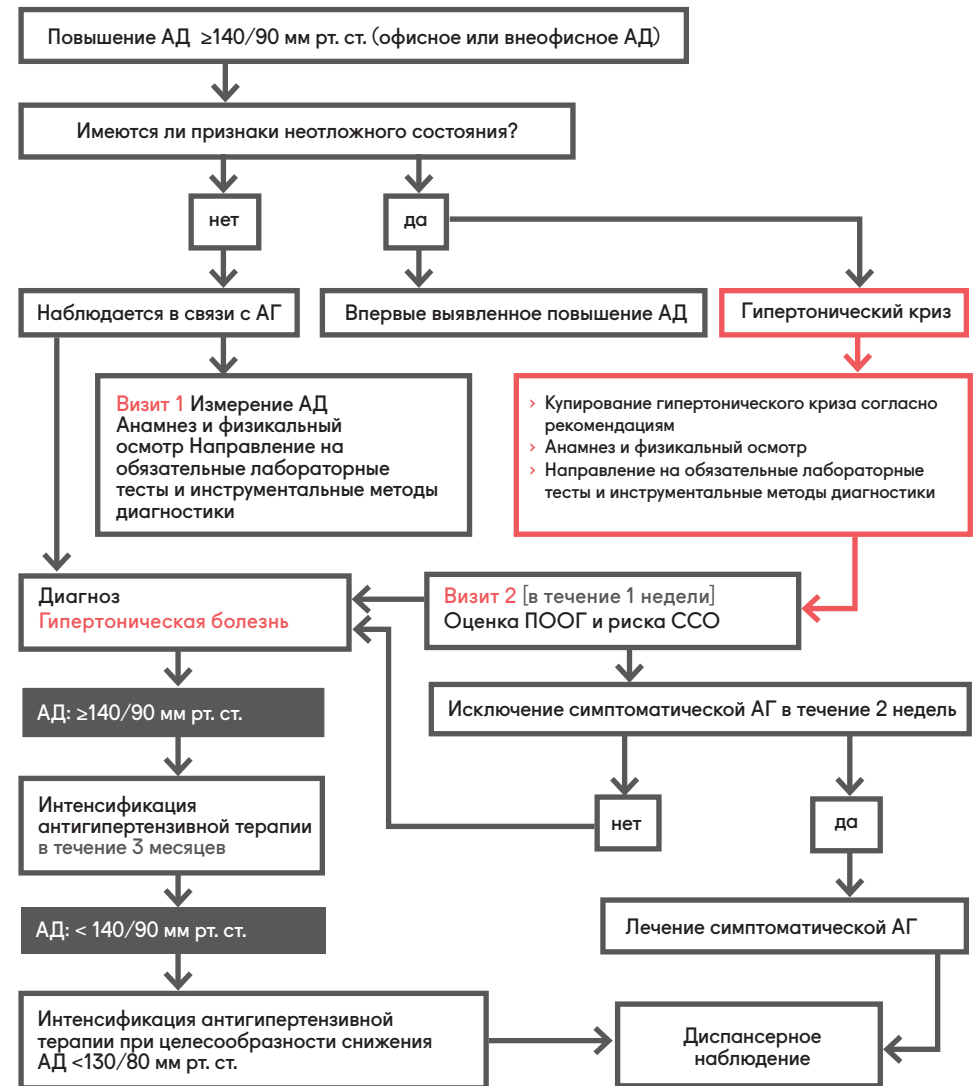 Повышение АД ≥140/90 мм рт. ст. (офисное или внеофисное АД)
Имеются ли признаки неотложного состояния?
нет
да
Наблюдается в связи с АГ
Впервые выявленное повышение АД
Гипертонический криз
Визит 1 Измерение АД
Анамнез и физикальный
осмотр Направление на
обязательные лабораторные
тесты и инструментальные методы
диагностики
› Купирование гипертонического криза согласно
рекомендациям
› Анамнез и физикальный осмотр
› Направление на обязательные лабораторные
тесты и инструментальные методы диагностики
Диагноз
Гипертоническая болезнь
Визит 2 [в течение 1 недели]
Оценка ПООГ и риска ССО
АД: ≥140/90 мм рт. ст.
Исключение симптоматической АГ в течение 2 недель
Интенсификация
антигипертензивной терапии
в течение 3 месяцев
нет
да
АД: < 140/90 мм рт. ст.
Лечение симптоматической АГ
Интенсификация антигипертензивной
терапии при целесообразности снижения
АД <130/80 мм рт. ст.
Диспансерное
наблюдение